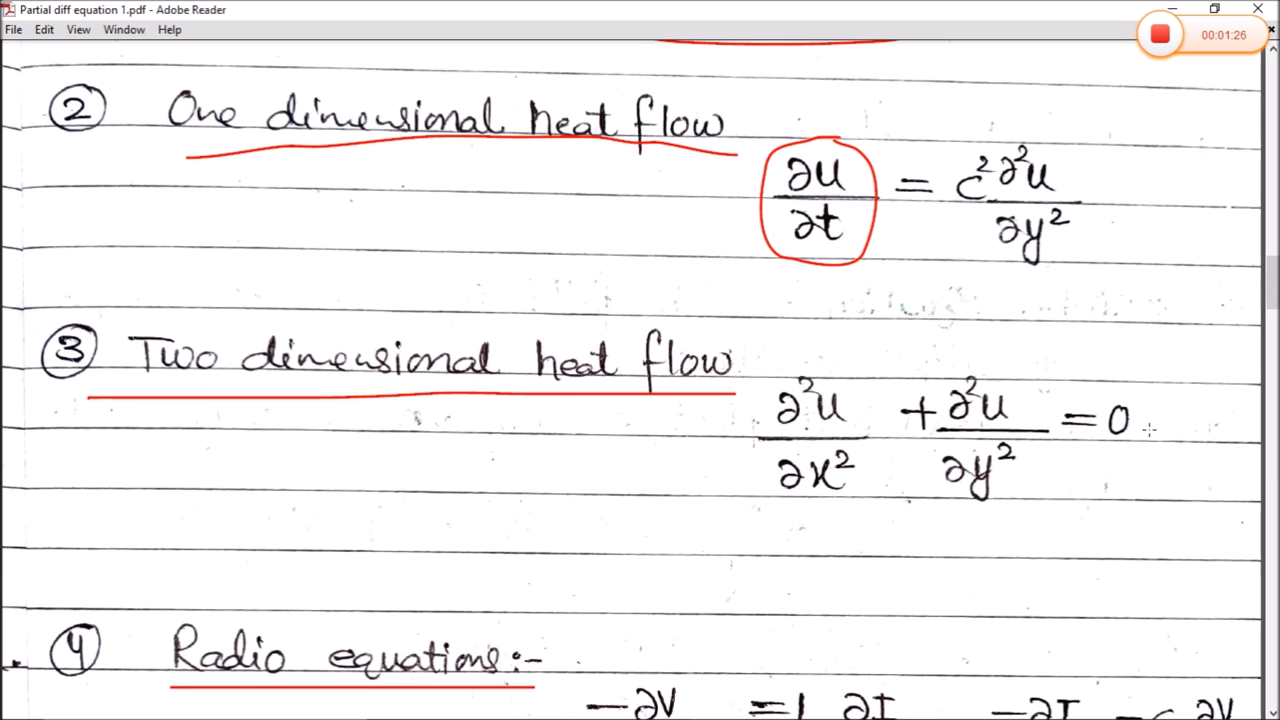 Partial diff equation 1.pdf - Adobe Reader
File Edit View Window Help
00:01:26
② One dimensional heat flow
∂u/∂t = c² ∂²u/∂y²
③ Two dimensional heat flow
∂²u/∂x² + ∂²u/∂y² = 0
④ Radio equations:-
-∂V = L ∂I -∂I = c ∂V